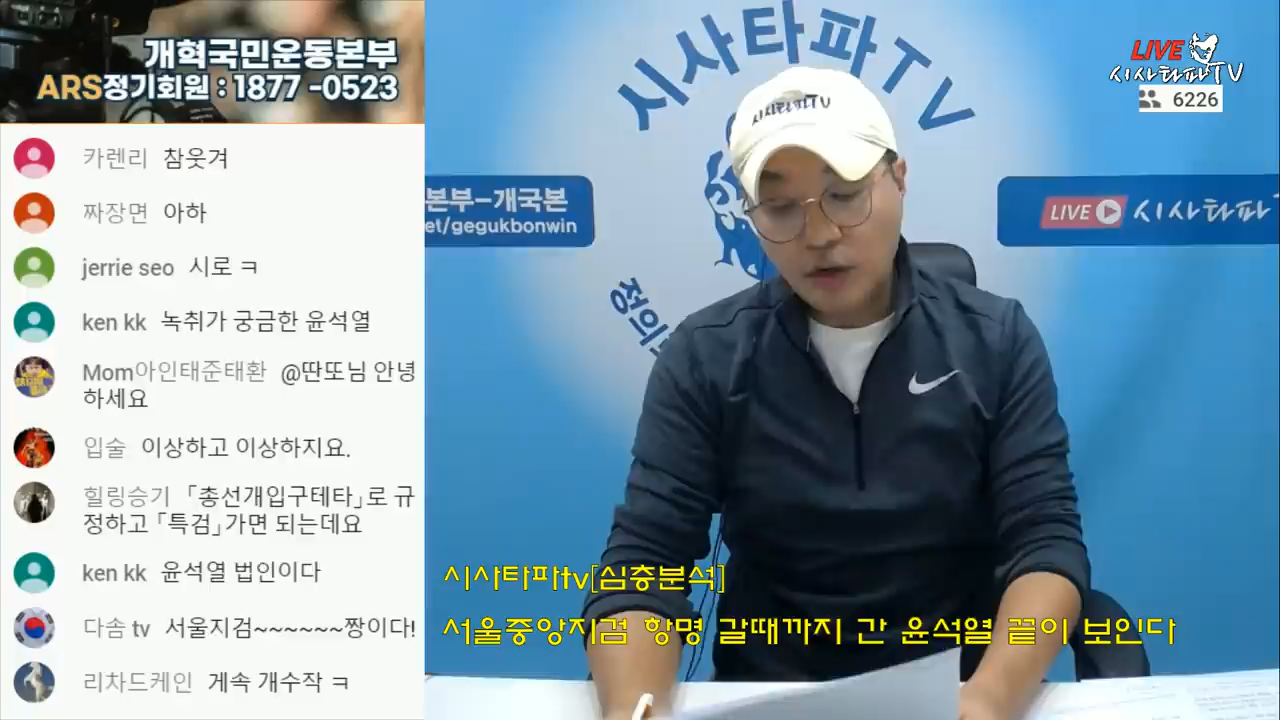 개혁국민운동본부
ARS정기회원 : 1877 -0523
카렌리 참웃겨
짜장면 아하
jerrie seo 시로 ㅋ
ken kk 녹취가 궁금한 윤석열
Mom아인태준태환 @딴또님 안녕
하세요
입술 이상하고 이상하지요.
힐링승기 「총선개입구테타」로 규
정하고 「특검」가면 되는데요
ken kk 윤석열 법인이다
다솜 tv 서울지검~~~~~~짱이다!
리차드케인 게속 개수작 ㅋ
시사타파TV
시사타파TV
본부-개국본
et/gegukbonwin
정의
LIVE
시사타파TV
6226
LIVE 시사타파
시사타파tv[심층분석]
서울중앙지검 항명 갈때까지 간 윤석열 끝이 보인다